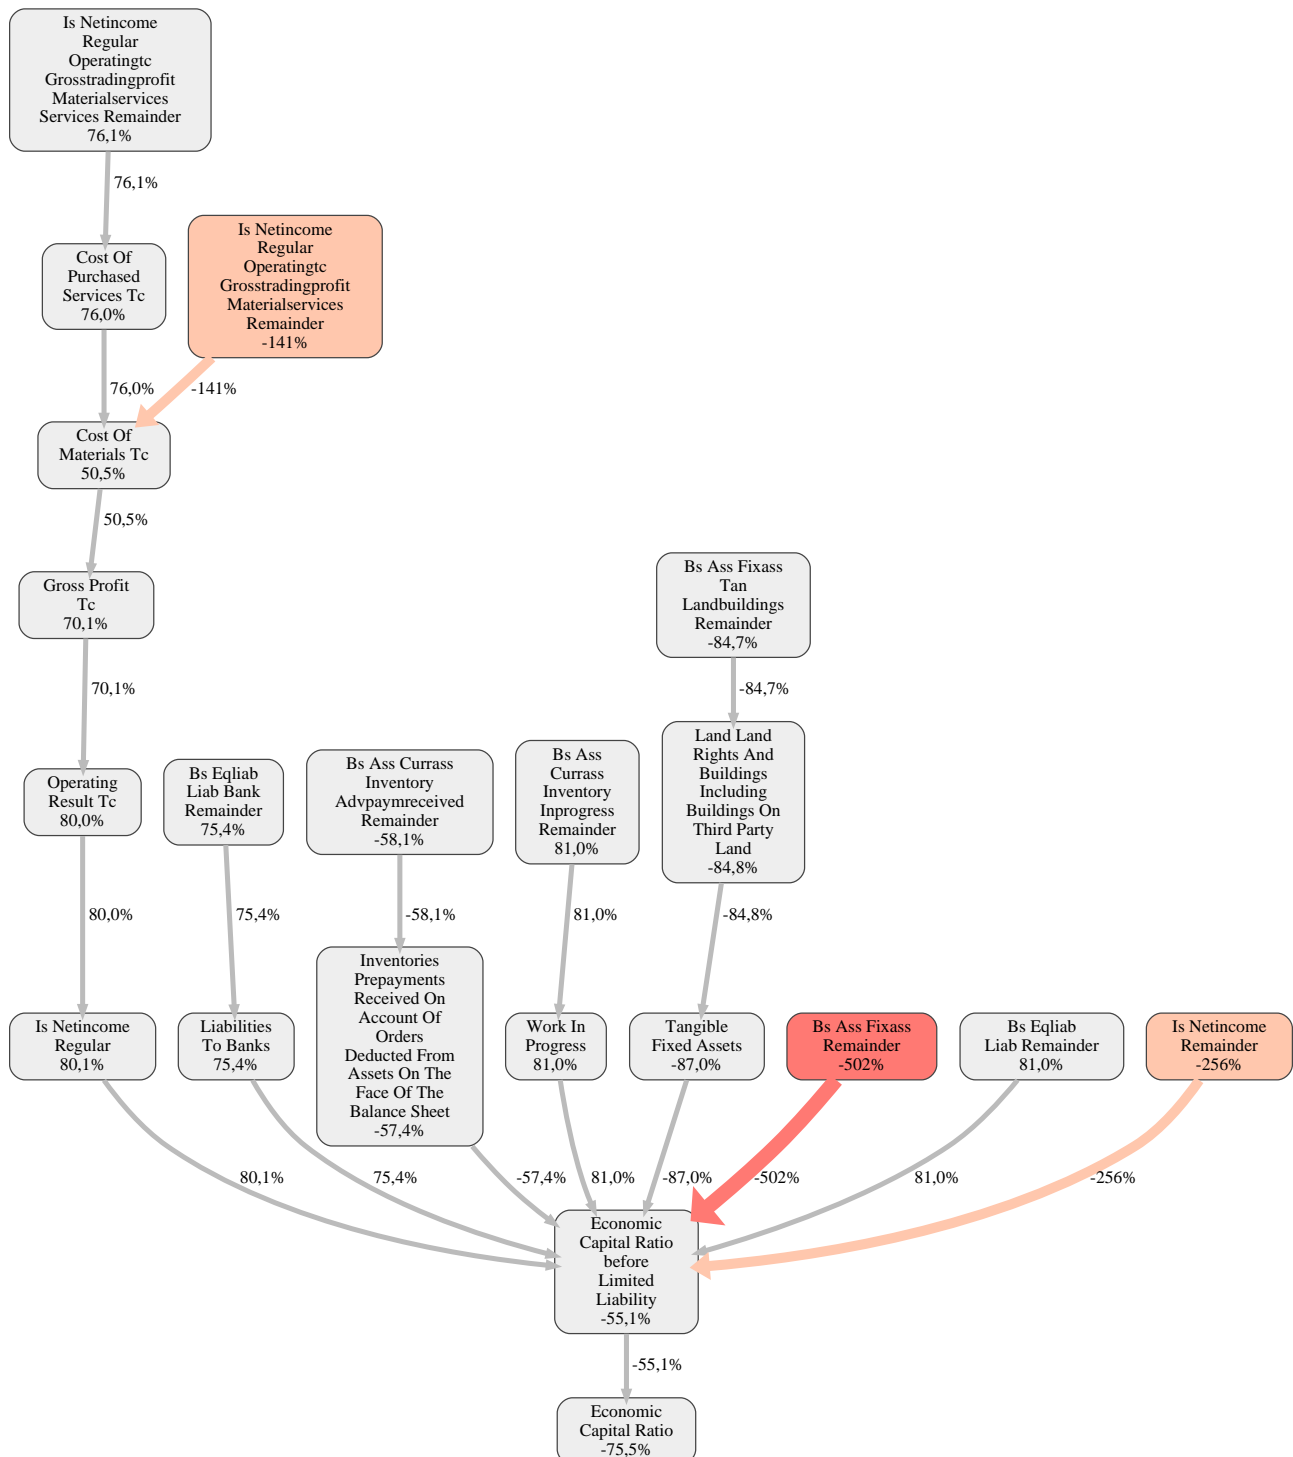 Is Netincome
Regular
Operatingtc
Grosstradingprofit
Materialservices
Services Remainder
76,1%
76,1%
Cost Of
Purchased
Services Tc
76,0%
Is Netincome
Regular
Operatingtc
Grosstradingprofit
Materialservices
Remainder
-141%
76,0%
-141%
Cost Of
Materials Tc
50,5%
50,5%
Gross Profit
Tc
70,1%
Bs Ass Fixass
Tan
Landbuildings
Remainder
-84,7%
70,1%
-84,7%
Operating
Result Tc
80,0%
Bs Eqliab
Liab Bank
Remainder
75,4%
Bs Ass Currass
Inventory
Advpaymreceived
Remainder
-58,1%
Bs Ass
Currass
Inventory
Inprogress
Remainder
81,0%
Land Land
Rights And
Buildings
Including
Buildings On
Third Party
Land
-84,8%
80,0%
75,4%
-58,1%
81,0%
-84,8%
Is Netincome
Regular
80,1%
Liabilities
To Banks
75,4%
Inventories
Prepayments
Received On
Account Of
Orders
Deducted From
Assets On The
Face Of The
Balance Sheet
-57,4%
Work In
Progress
81,0%
Tangible
Fixed Assets
-87,0%
Bs Ass Fixass
Remainder
-502%
Bs Eqliab
Liab Remainder
81,0%
Is Netincome
Remainder
-256%
80,1%
75,4%
-57,4%
81,0%
-87,0%
-502%
81,0%
-256%
Economic
Capital Ratio
before
Limited
Liability
-55,1%
-55,1%
Economic
Capital Ratio
-75,5%